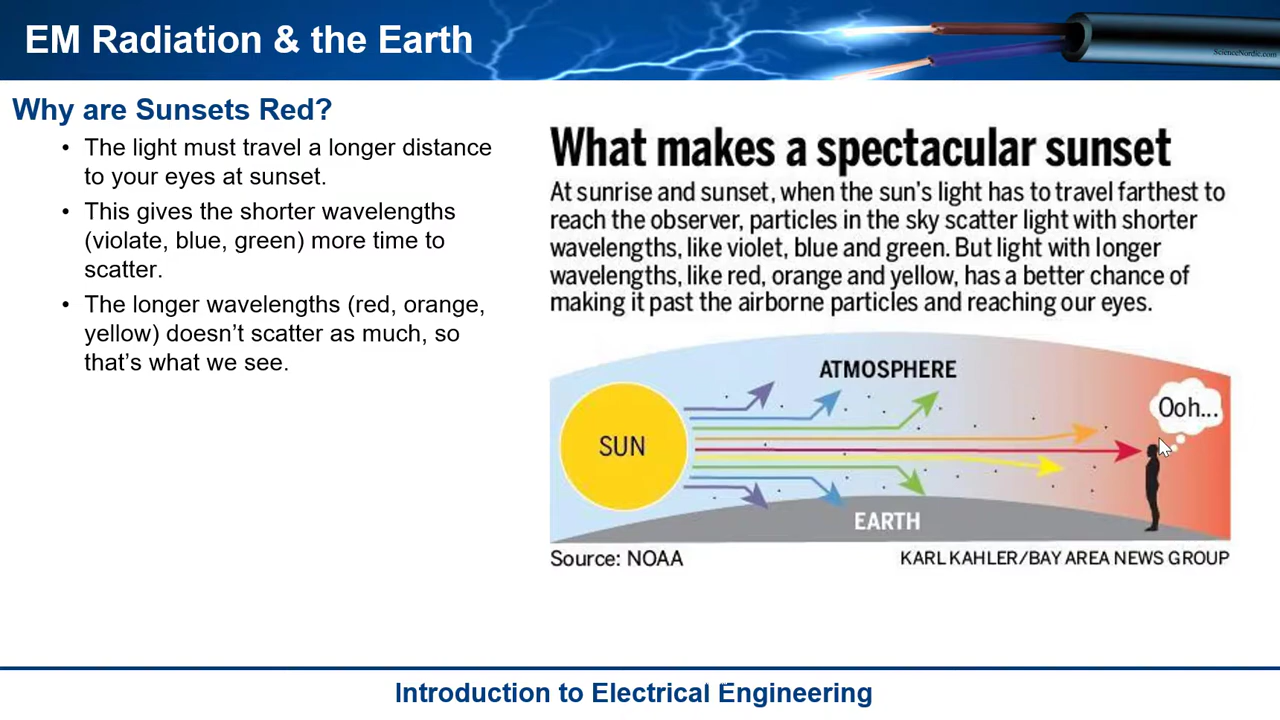 EM Radiation & the Earth
ScienceNordic.com
Why are Sunsets Red?
• The light must travel a longer distance
to your eyes at sunset.
• This gives the shorter wavelengths
(violate, blue, green) more time to
scatter.
• The longer wavelengths (red, orange,
yellow) doesn’t scatter as much, so
that’s what we see.
What makes a spectacular sunset
At sunrise and sunset, when the sun's light has to travel farthest to
reach the observer, particles in the sky scatter light with shorter
wavelengths, like violet, blue and green. But light with longer
wavelengths, like red, orange and yellow, has a better chance of
making it past the airborne particles and reaching our eyes.
ATMOSPHERE
Ooh...
SUN
EARTH
Source: NOAA
KARL KAHLER/BAY AREA NEWS GROUP
Introduction to Electrical Engineering